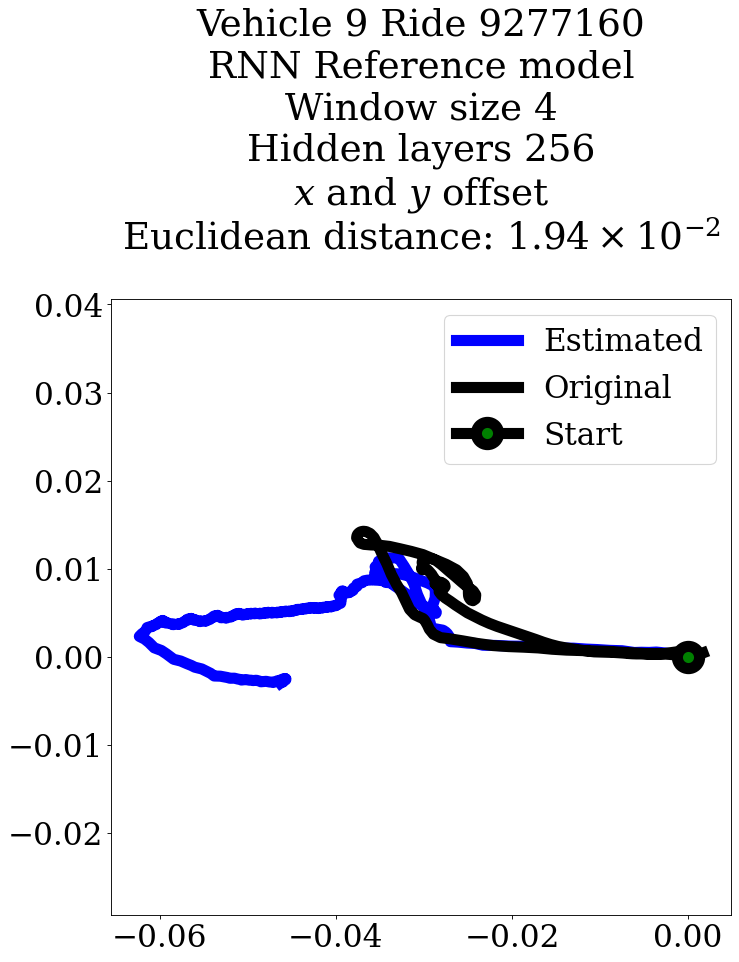 Vehicle 9 Ride 9277160
RNN Reference model
Window size 4
Hidden layers 256
x and y offset
Euclidean distance: 1.94 × 10⁻²
0.04
0.03
0.02
0.01
0.00
−0.01
−0.02
Estimated
Original
Start
−0.06
−0.04
−0.02
0.00